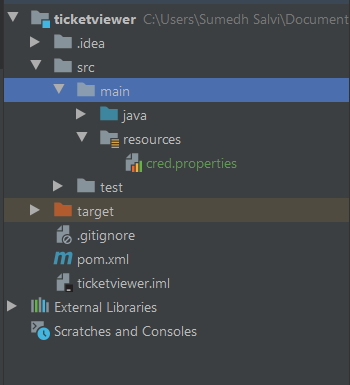 ticketviewer C:\Users\Sumedh Salvi\Document
.idea
src
main
java
resources
cred.properties
test
target
.gitignore
pom.xml
ticketviewer.iml
External Libraries
Scratches and Consoles